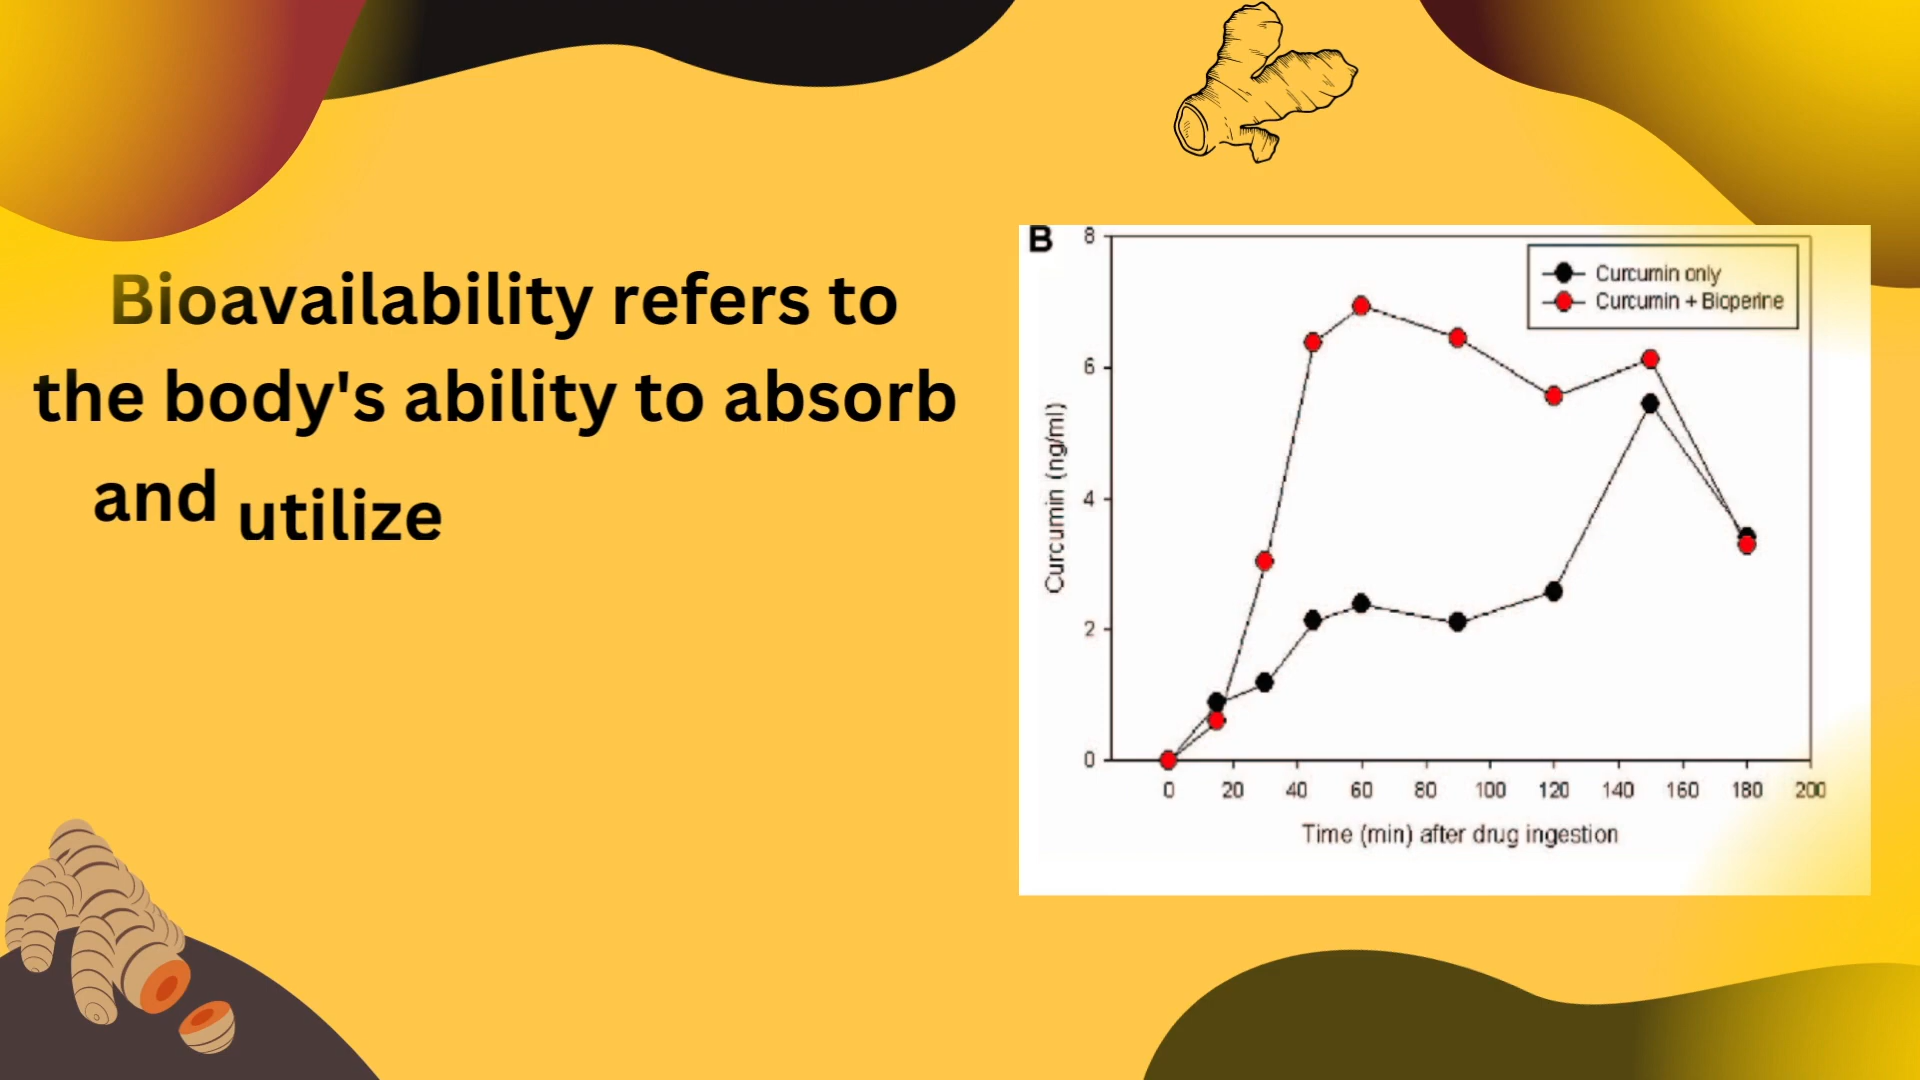 Bioavailability refers to
the body's ability to absorb
and utilize
B
8
6
4
2
0
Curcumin (ng/ml)
Curcumin only
Curcumin + Bioperine
0 20 40 60 80 100 120 140 160 180 200
Time (min) after drug ingestion